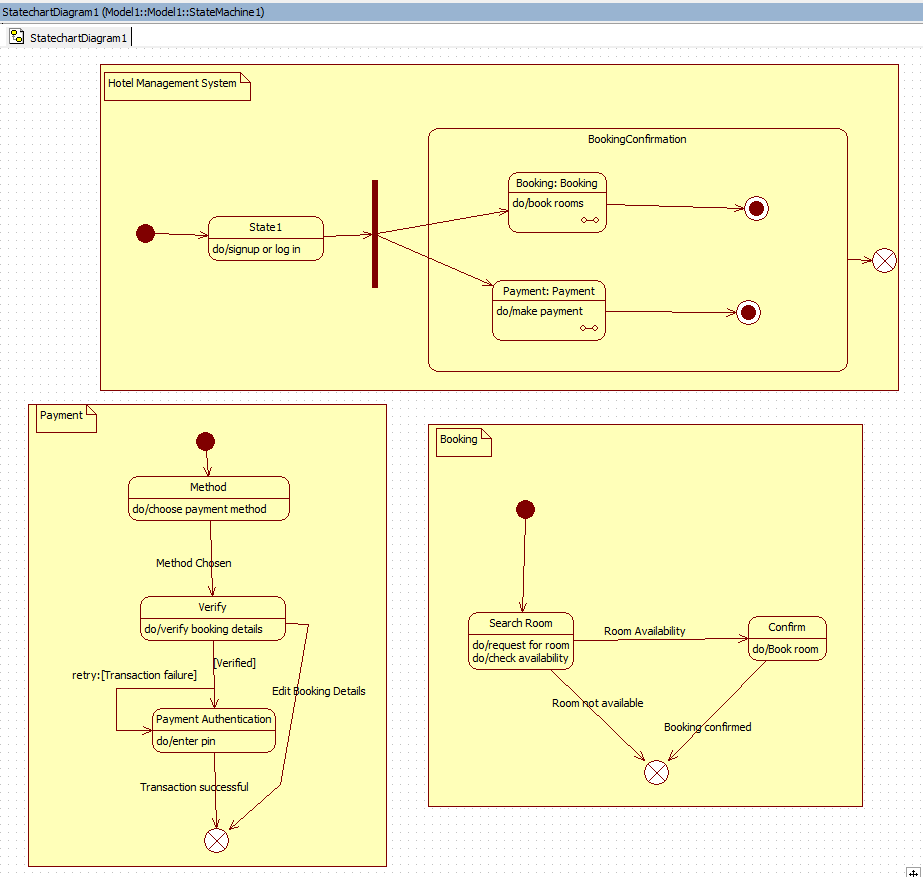 StatechartDiagram1 (Model1::Model1::StateMachine1)
StatechartDiagram1
Hotel Management System
BookingConfirmation
Booking: Booking
do/book rooms
State1
do/signup or log in
Payment: Payment
do/make payment
Payment
Method
do/choose payment method
Method Chosen
Verify
do/verify booking details
[Verified]
retry:[Transaction failure]
Edit Booking Details
Payment Authentication
do/enter pin
Transaction successful
Booking
Search Room
do/request for room
do/check availability
Room Availability
Confirm
do/Book room
Room not available
Booking confirmed